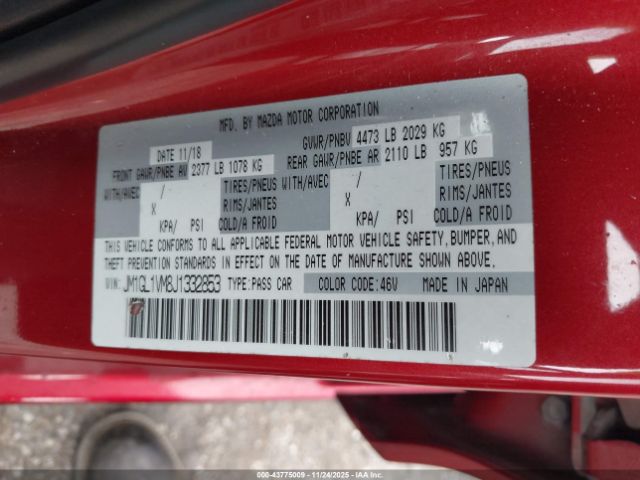 MFD. BY MAZDA MOTOR CORPORATION
DATE 11/18 GVWR/PNBV 4473 LB 2029 KG
FRONT GAWR/PNBE AV 2377 LB 1078 KG REAR GAWR/PNBE AR 2110 LB 957 KG
WITH/AVEC / TIRES/PNEUS WITH/AVEC / TIRES/PNEUS
X RIMS/JANTES X RIMS/JANTES
KPA/ PSI COLD/A FROID KPA/ PSI COLD/A FROID
THIS VEHICLE CONFORMS TO ALL APPLICABLE FEDERAL MOTOR VEHICLE SAFETY, BUMPER, AND
THEFT PREVENTION STANDARDS IN EFFECT ON THE DATE OF MANUFACTURE SHOWN ABOVE.
VIN: JM1GL1VM8J1332853 TYPE:PASS CAR COLOR CODE:46V MADE IN JAPAN
000-43775009 - 11/24/2025 - IAAI.COM